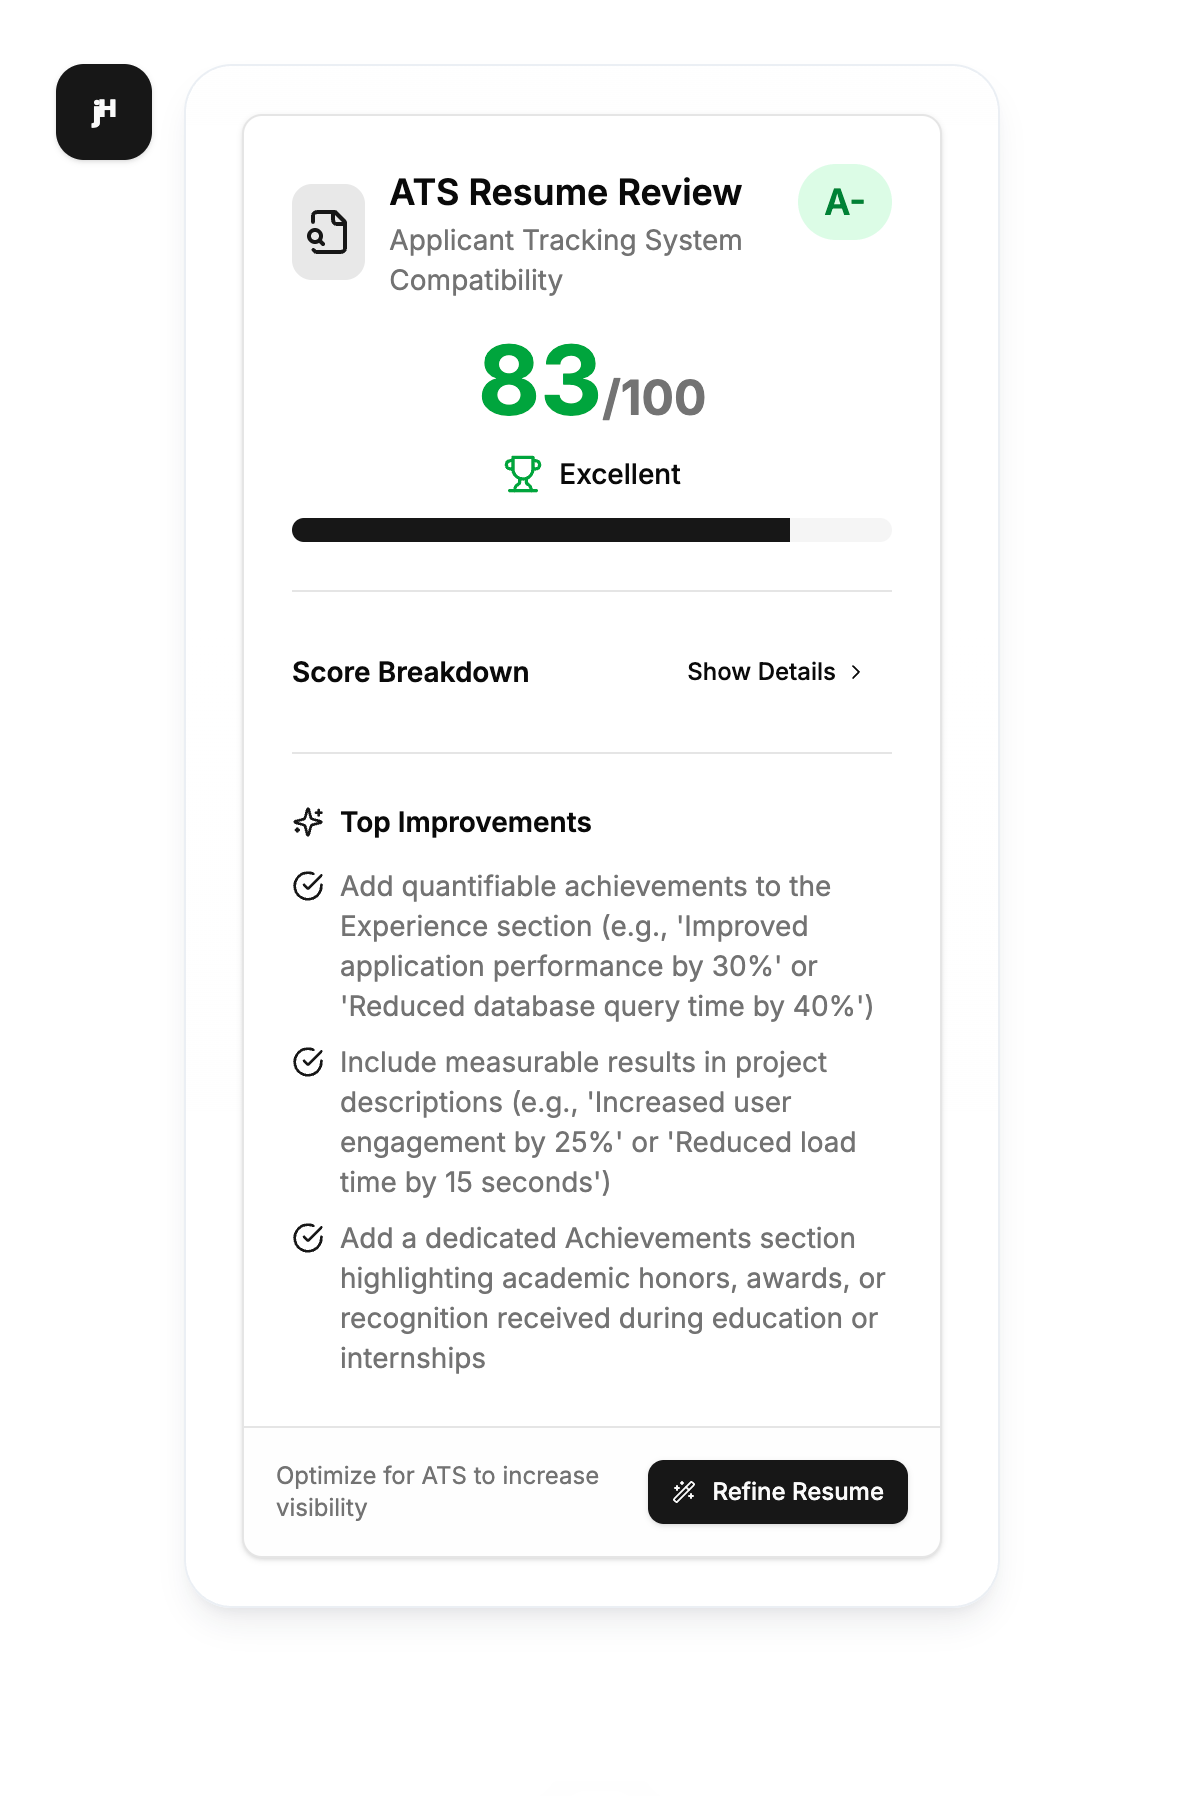 jH
ATS Resume Review
A-
Applicant Tracking System
Compatibility
83/100
Excellent
Score Breakdown
Show Details
Top Improvements
Add quantifiable achievements to the
Experience section (e.g., 'Improved
application performance by 30%' or
'Reduced database query time by 40%')
Include measurable results in project
descriptions (e.g., 'Increased user
engagement by 25%' or 'Reduced load
time by 15 seconds')
Add a dedicated Achievements section
highlighting academic honors, awards, or
recognition received during education or
internships
Optimize for ATS to increase
visibility
Refine Resume